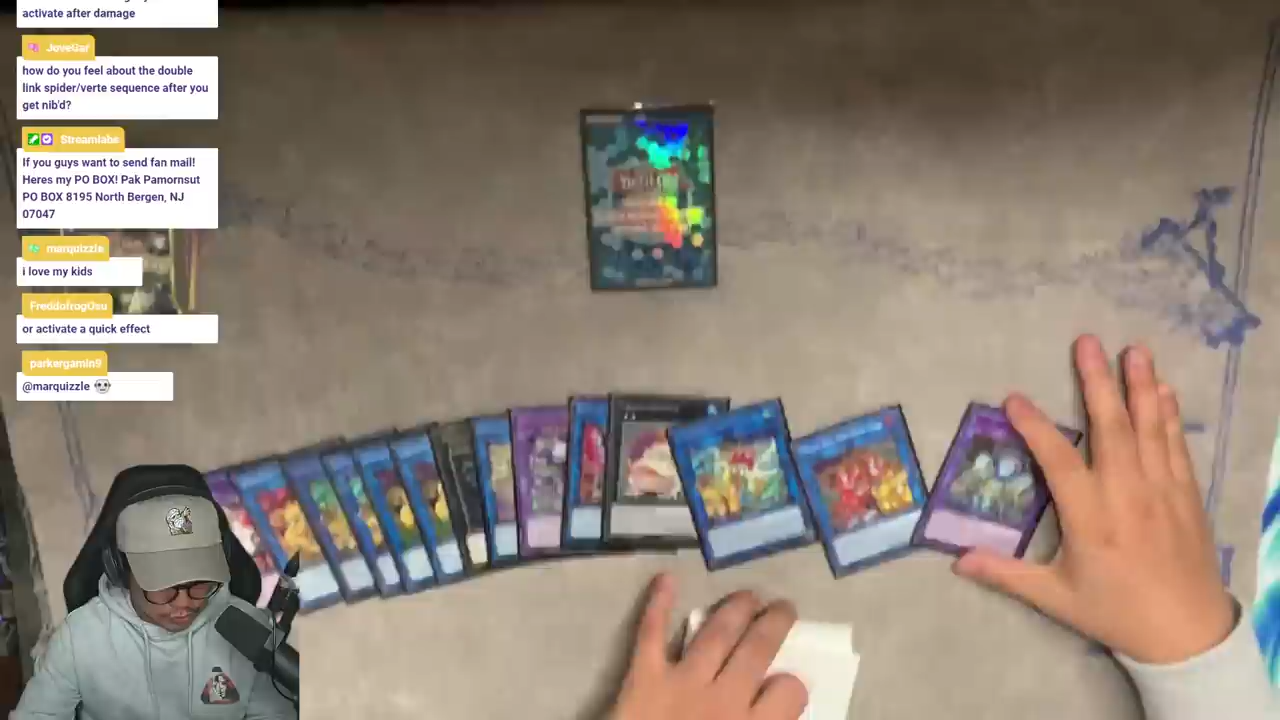 activate after damage
JoveGar
how do you feel about the double
link spider/verte sequence after you
get nib'd?
Streamlabs
If you guys want to send fan mail!
Heres my PO BOX! Pak Pamornsut
PO BOX 8195 North Bergen, NJ
07047
marquizzle
i love my kids
FreddofrogOsu
or activate a quick effect
parkergamin9
@marquizzle